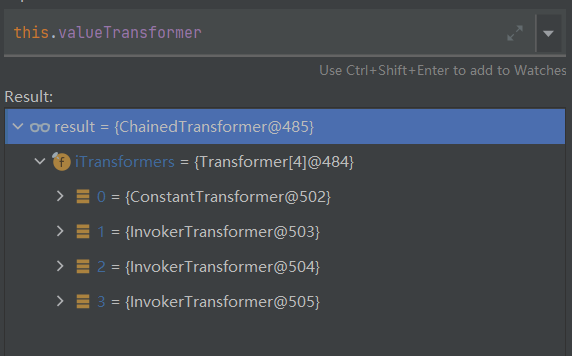 this.valueTransformer
Use Ctrl+Shift+Enter to add to Watches
Result:
result = {ChainedTransformer@485}
f iTransformers = {Transformer[4]@484}
0 = {ConstantTransformer@502}
1 = {InvokerTransformer@503}
2 = {InvokerTransformer@504}
3 = {InvokerTransformer@505}